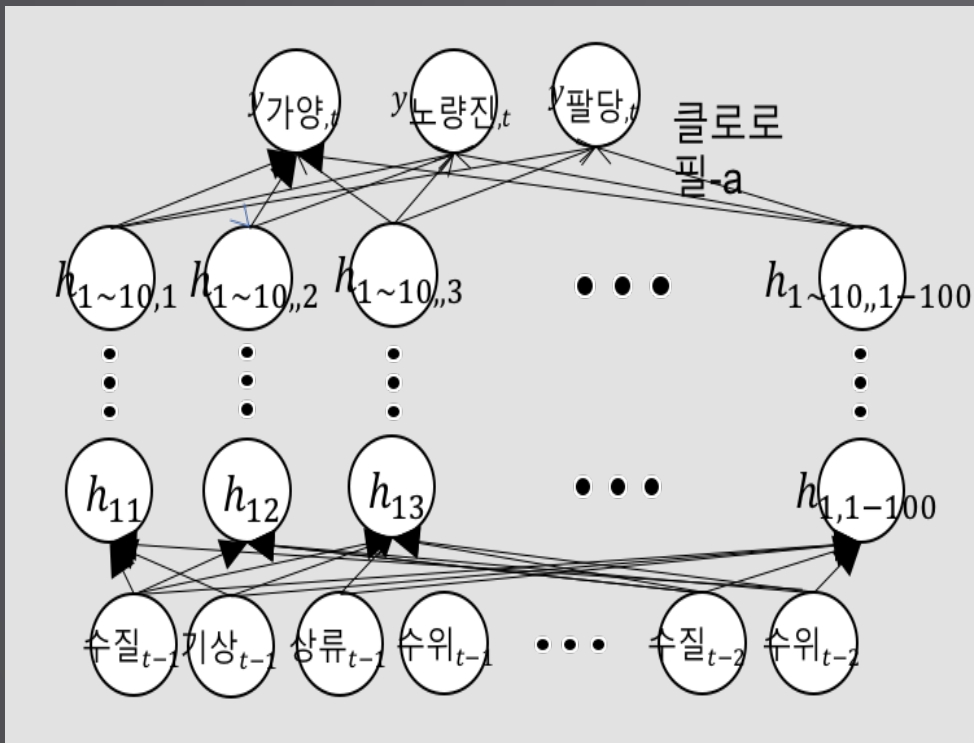 y가양,t y노량진,t y팔당,t
클로로
필-a
h1~10,1 h1~10,,2 h1~10,,3 h1~10,,1−100
h11 h12 h13 h1,1−100
수질t−1 기상t−1 상류t−1 수위t−1 수질t−2 수위t−2